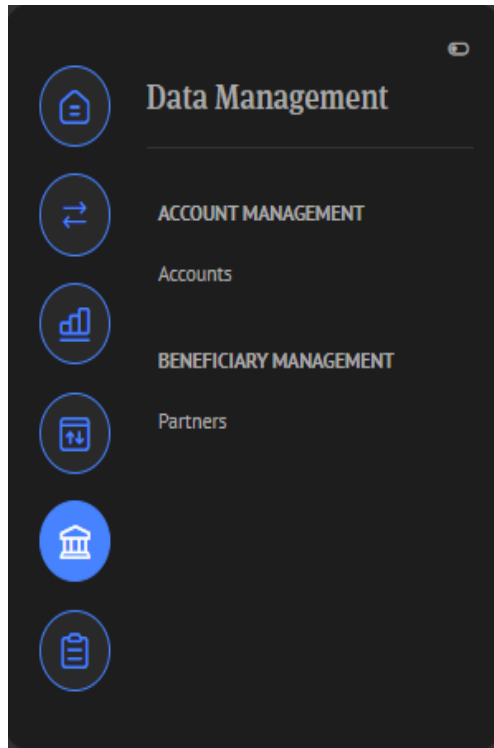 Data Management
ACCOUNT MANAGEMENT
Accounts
BENEFICIARY MANAGEMENT
Partners